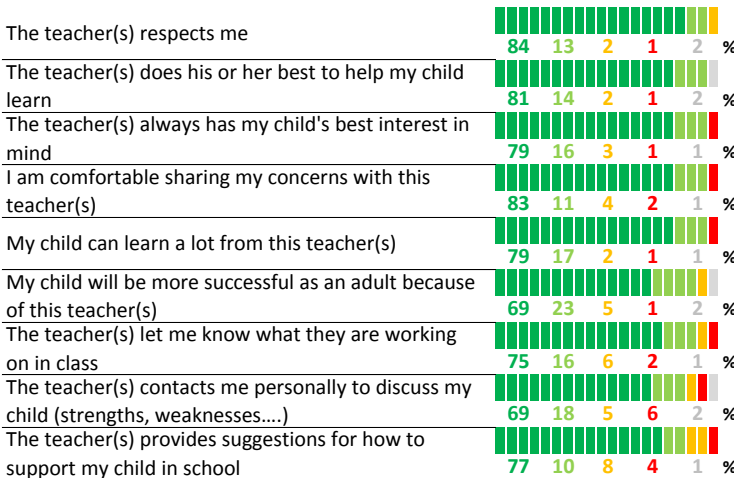 The teacher(s) respects me
84 13 2 1 2 %
The teacher(s) does his or her best to help my child
learn
81 14 2 1 2 %
The teacher(s) always has my child's best interest in
mind
79 16 3 1 1 %
I am comfortable sharing my concerns with this
teacher(s)
83 11 4 2 1 %
My child can learn a lot from this teacher(s)
79 17 2 1 1 %
My child will be more successful as an adult because
of this teacher(s)
69 23 5 1 2 %
The teacher(s) let me know what they are working
on in class
75 16 6 2 1 %
The teacher(s) contacts me personally to discuss my
child (strengths, weaknesses....)
69 18 5 6 2 %
The teacher(s) provides suggestions for how to
support my child in school
77 10 8 4 1 %